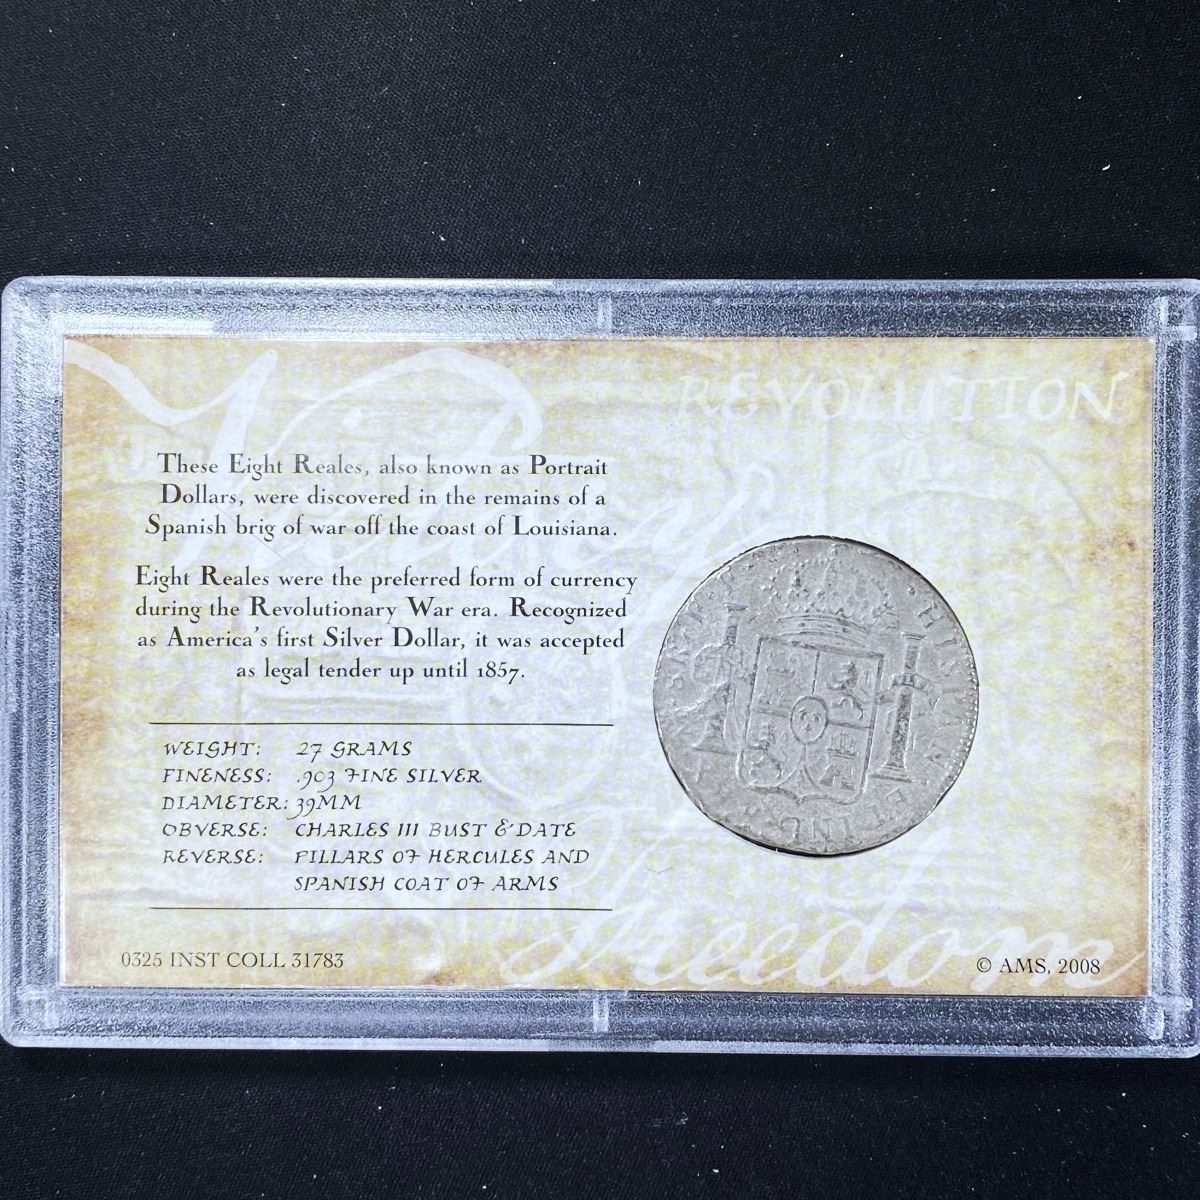 REVOLUTION
These Eight Reales, also known as Portrait
Dollars, were discovered in the remains of a
Spanish brig of war off the coast of Louisiana.
Eight Reales were the preferred form of currency
during the Revolutionary War era. Recognized
as America's first Silver Dollar, it was accepted
as legal tender up until 1857.
WEIGHT: 27 GRAMS
FINENESS: .903 FINE SILVER
DIAMETER: 39MM
OBVERSE: CHARLES III BUST & DATE
REVERSE: PILLARS OF HERCULES AND
SPANISH COAT OF ARMS
freedom
0325 INST COLL 31783
© AMS, 2008